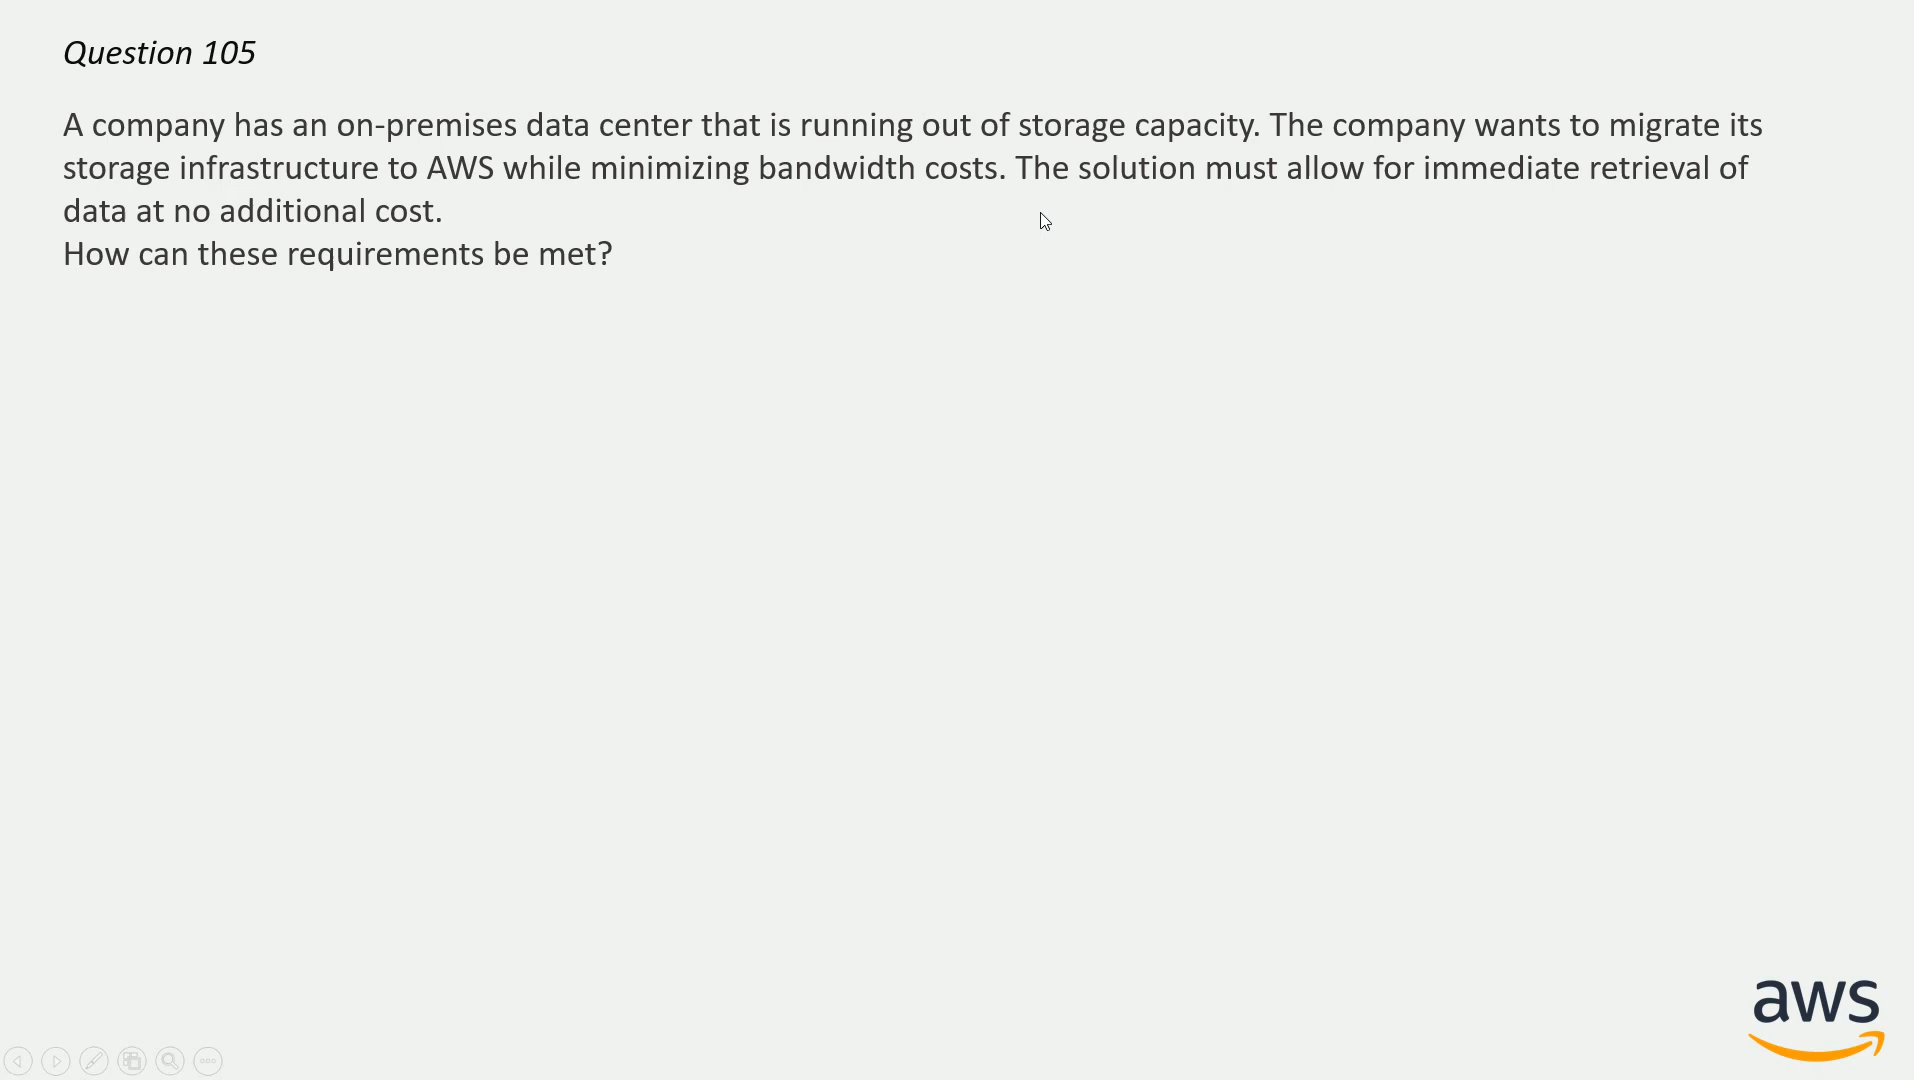 Question 105
A company has an on-premises data center that is running out of storage capacity. The company wants to migrate its
storage infrastructure to AWS while minimizing bandwidth costs. The solution must allow for immediate retrieval of
data at no additional cost.
How can these requirements be met?
aws